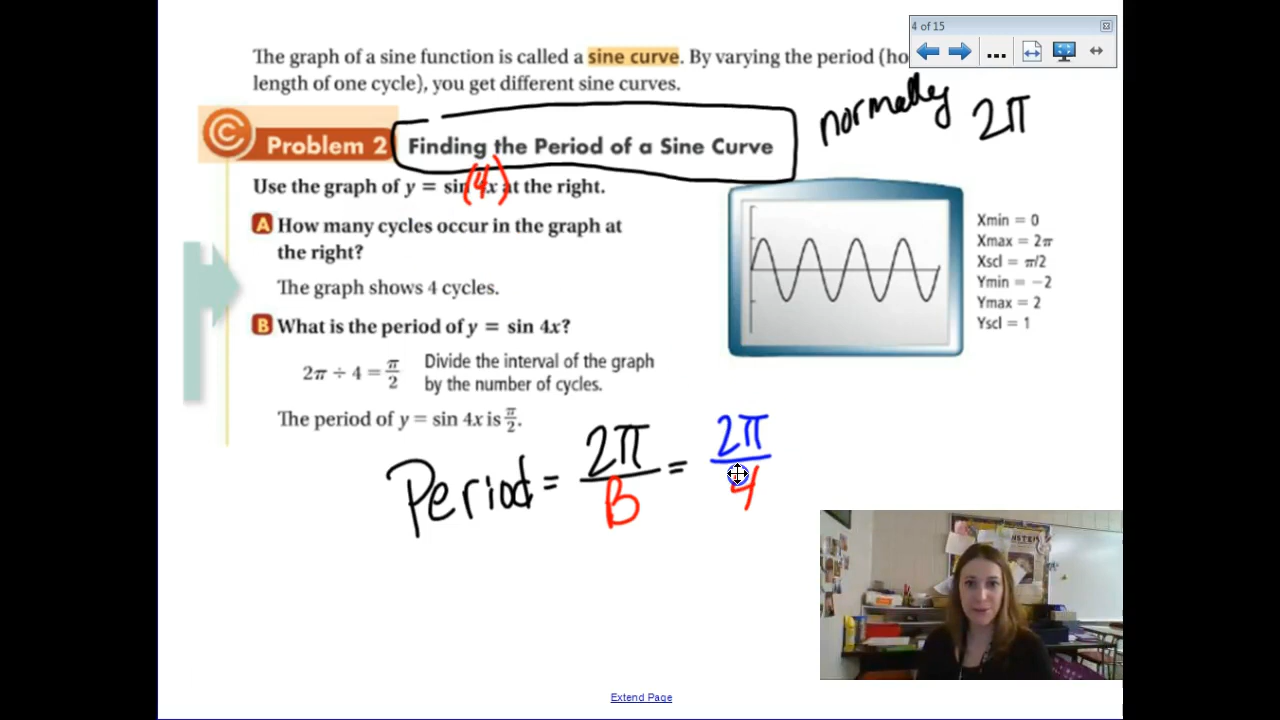 4 of 15
The graph of a sine function is called a sine curve. By varying the period (ho
length of one cycle), you get different sine curves.
normally 2π
C Problem 2 Finding the Period of a Sine Curve
Use the graph of y = sin (4x) at the right.
A How many cycles occur in the graph at
the right?
The graph shows 4 cycles.
Xmin = 0
Xmax = 2π
Xscl = π/2
Ymin = −2
Ymax = 2
Yscl = 1
B What is the period of y = sin 4x?
2π ÷ 4 = π/2 Divide the interval of the graph
by the number of cycles.
The period of y = sin 4x is π/2.
Period = 2π/B = 2π/4
Extend Page